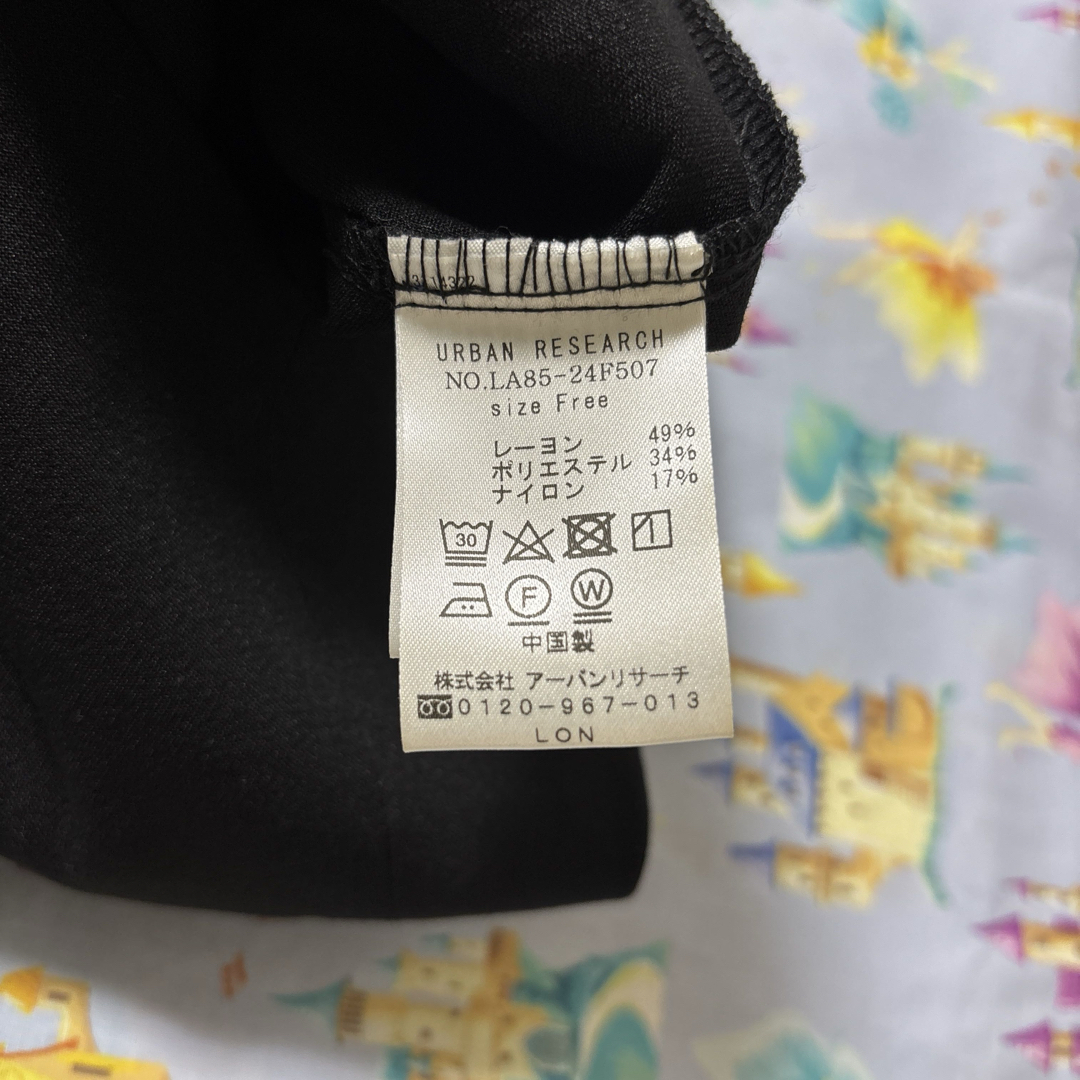 URBAN RESEARCH
NO.LA85-24F507
size Free
レーヨン 49%
ポリエステル 34%
ナイロン 17%
30
F W
中国製
株式会社 アーバンリサーチ
0120-967-013
LON